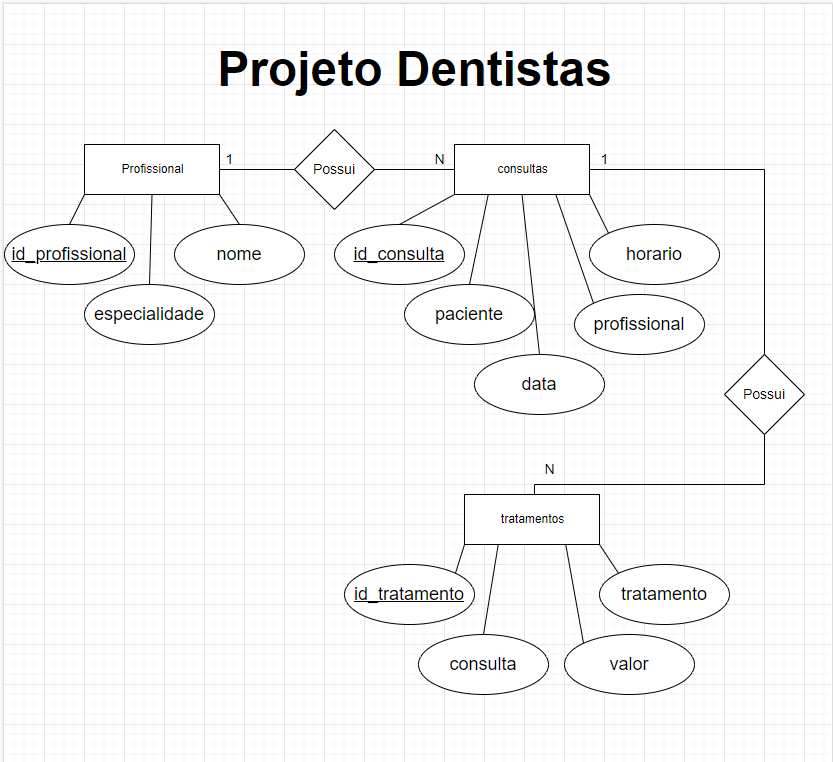 Projeto Dentistas
Profissional
1
Possui
N
consultas
1
id_profissional
nome
id_consulta
horario
especialidade
paciente
profissional
data
Possui
N
tratamentos
id_tratamento
tratamento
consulta
valor